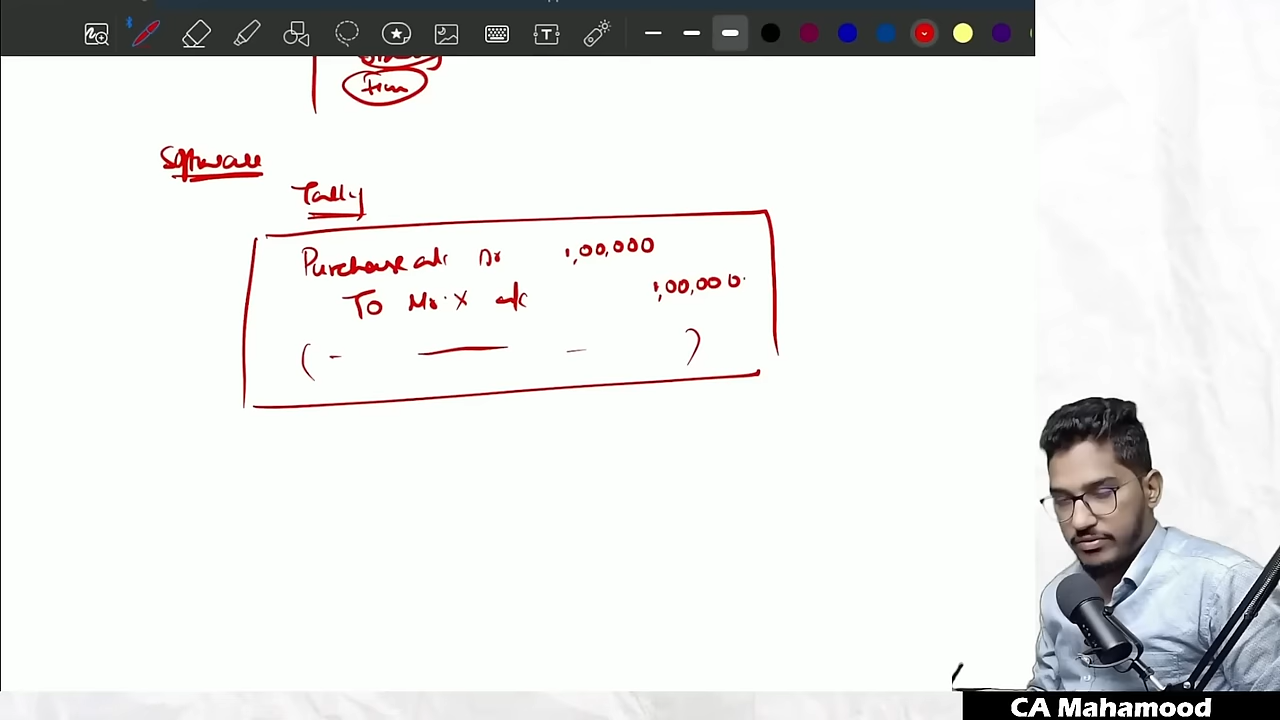 Firm
Software
Tally
Purchase a/c Dr 1,00,000
To Mr. X a/c 1,00,000.
( - — - )
CA Mahamood